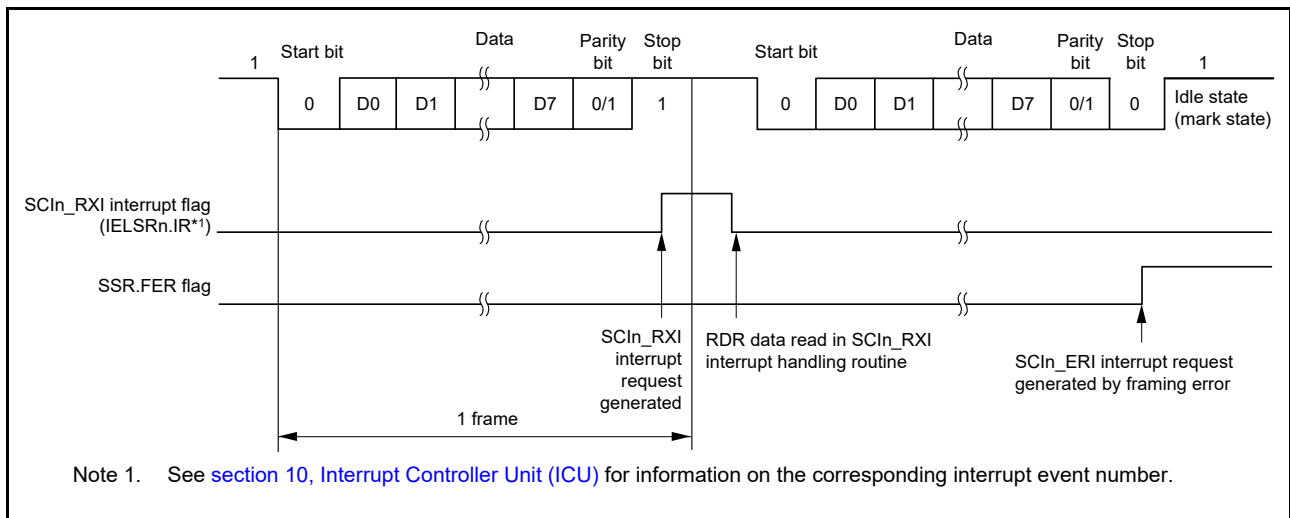 1 Start bit Data Parity bit Stop bit Start bit Data Parity bit Stop bit 1
0 D0 D1 D7 0/1 1 0 D0 D1 D7 0/1 0 Idle state
(mark state)
SCIn_RXI interrupt flag
(IELSRn.IR*1)
SSR.FER flag
SCIn_RXI
interrupt
request
generated
RDR data read in SCIn_RXI
interrupt handling routine
SCIn_ERI interrupt request
generated by framing error
1 frame
Note 1. See section 10, Interrupt Controller Unit (ICU) for information on the corresponding interrupt event number.